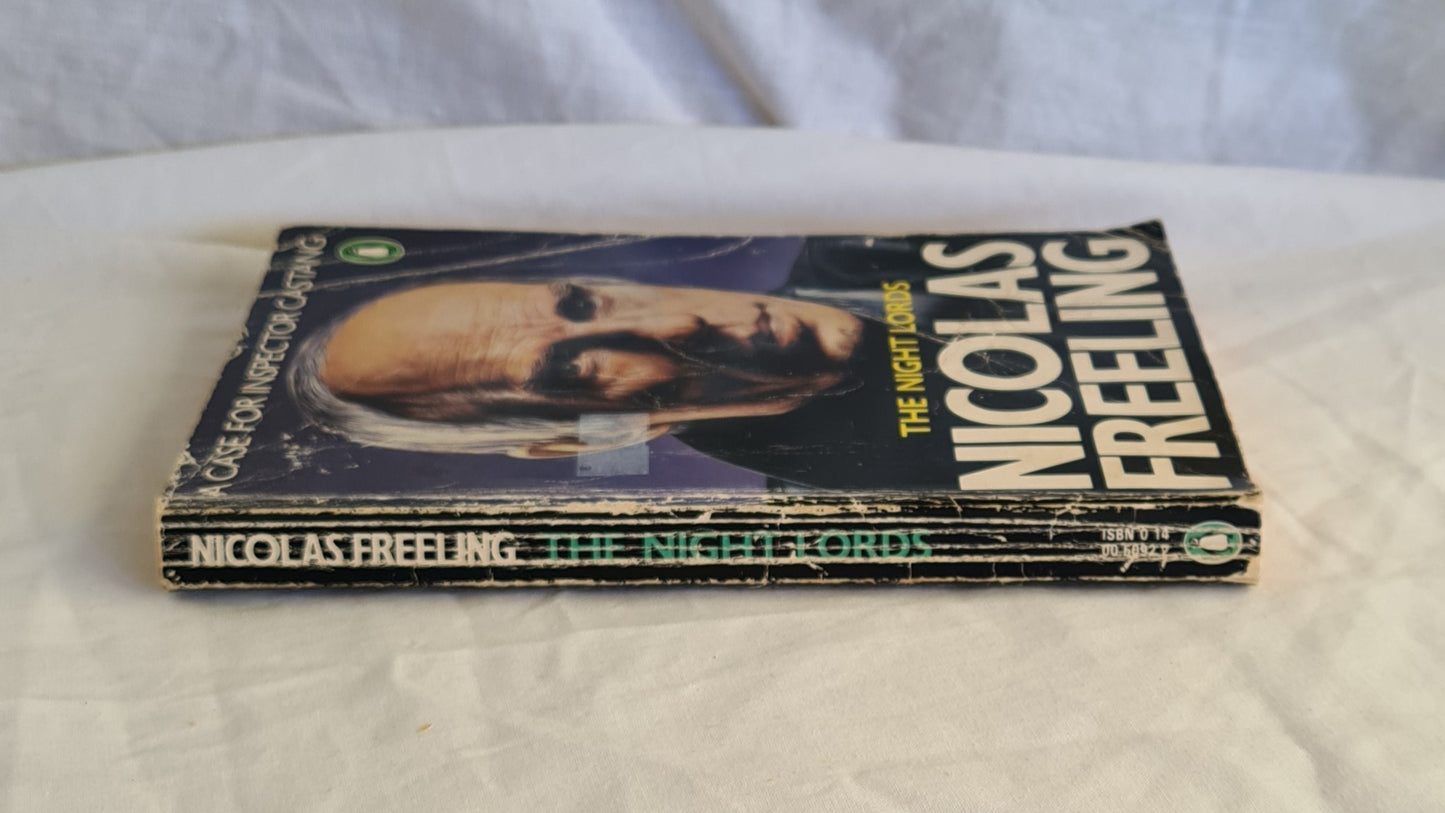 A CASE FOR INSPECTOR CASTANG
THE NIGHT LORDS
NICOLAS
FREELING
NICOLAS FREELING THE NIGHT LORDS
ISBN 0 14